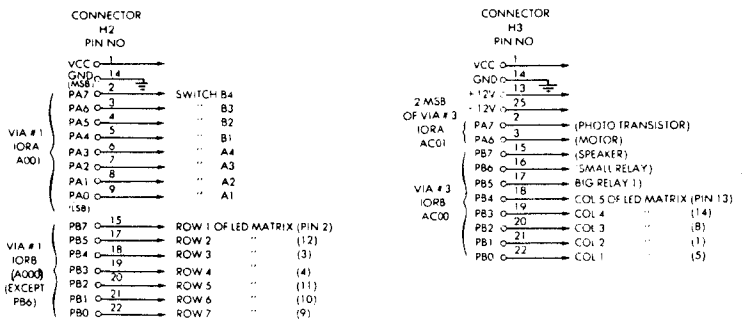 CONNECTOR
H2
PIN NO
VCC 1
GND 14
(MSB)
PA7 2 SWITCH B4
PA6 3 " B3
PA5 4 " B2
PA4 5 " B1
PA3 6 " A4
PA2 7 " A3
PA1 8 " A2
PA0 9 " A1
(LSB)
VIA #1
IORA
A001
PB7 15 ROW 1 OF LED MATRIX (PIN 2)
PB5 17 ROW 2 " (12)
PB4 18 ROW 3 " (3)
PB3 19 ROW 4 " (4)
PB2 20 ROW 5 " (11)
PB1 21 ROW 6 " (10)
PB0 22 ROW 7 " (9)
VIA #1
IORB
(A000)
(EXCEPT
PB6)
CONNECTOR
H3
PIN NO
VCC 1
GND 14
+12V 13
-12V 25
PA7 2 (PHOTO TRANSISTOR)
PA6 3 (MOTOR)
2 MSB
OF VIA #3
IORA
AC01
PB7 15 (SPEAKER)
PB6 16 (SMALL RELAY)
PB5 17 BIG RELAY 1)
PB4 18 COL 5 OF LED MATRIX (PIN 13)
PB3 19 COL 4 " (14)
PB2 20 COL 3 " (8)
PB1 21 COL 2 " (1)
PB0 22 COL 1 " (5)
VIA #3
IORB
AC00